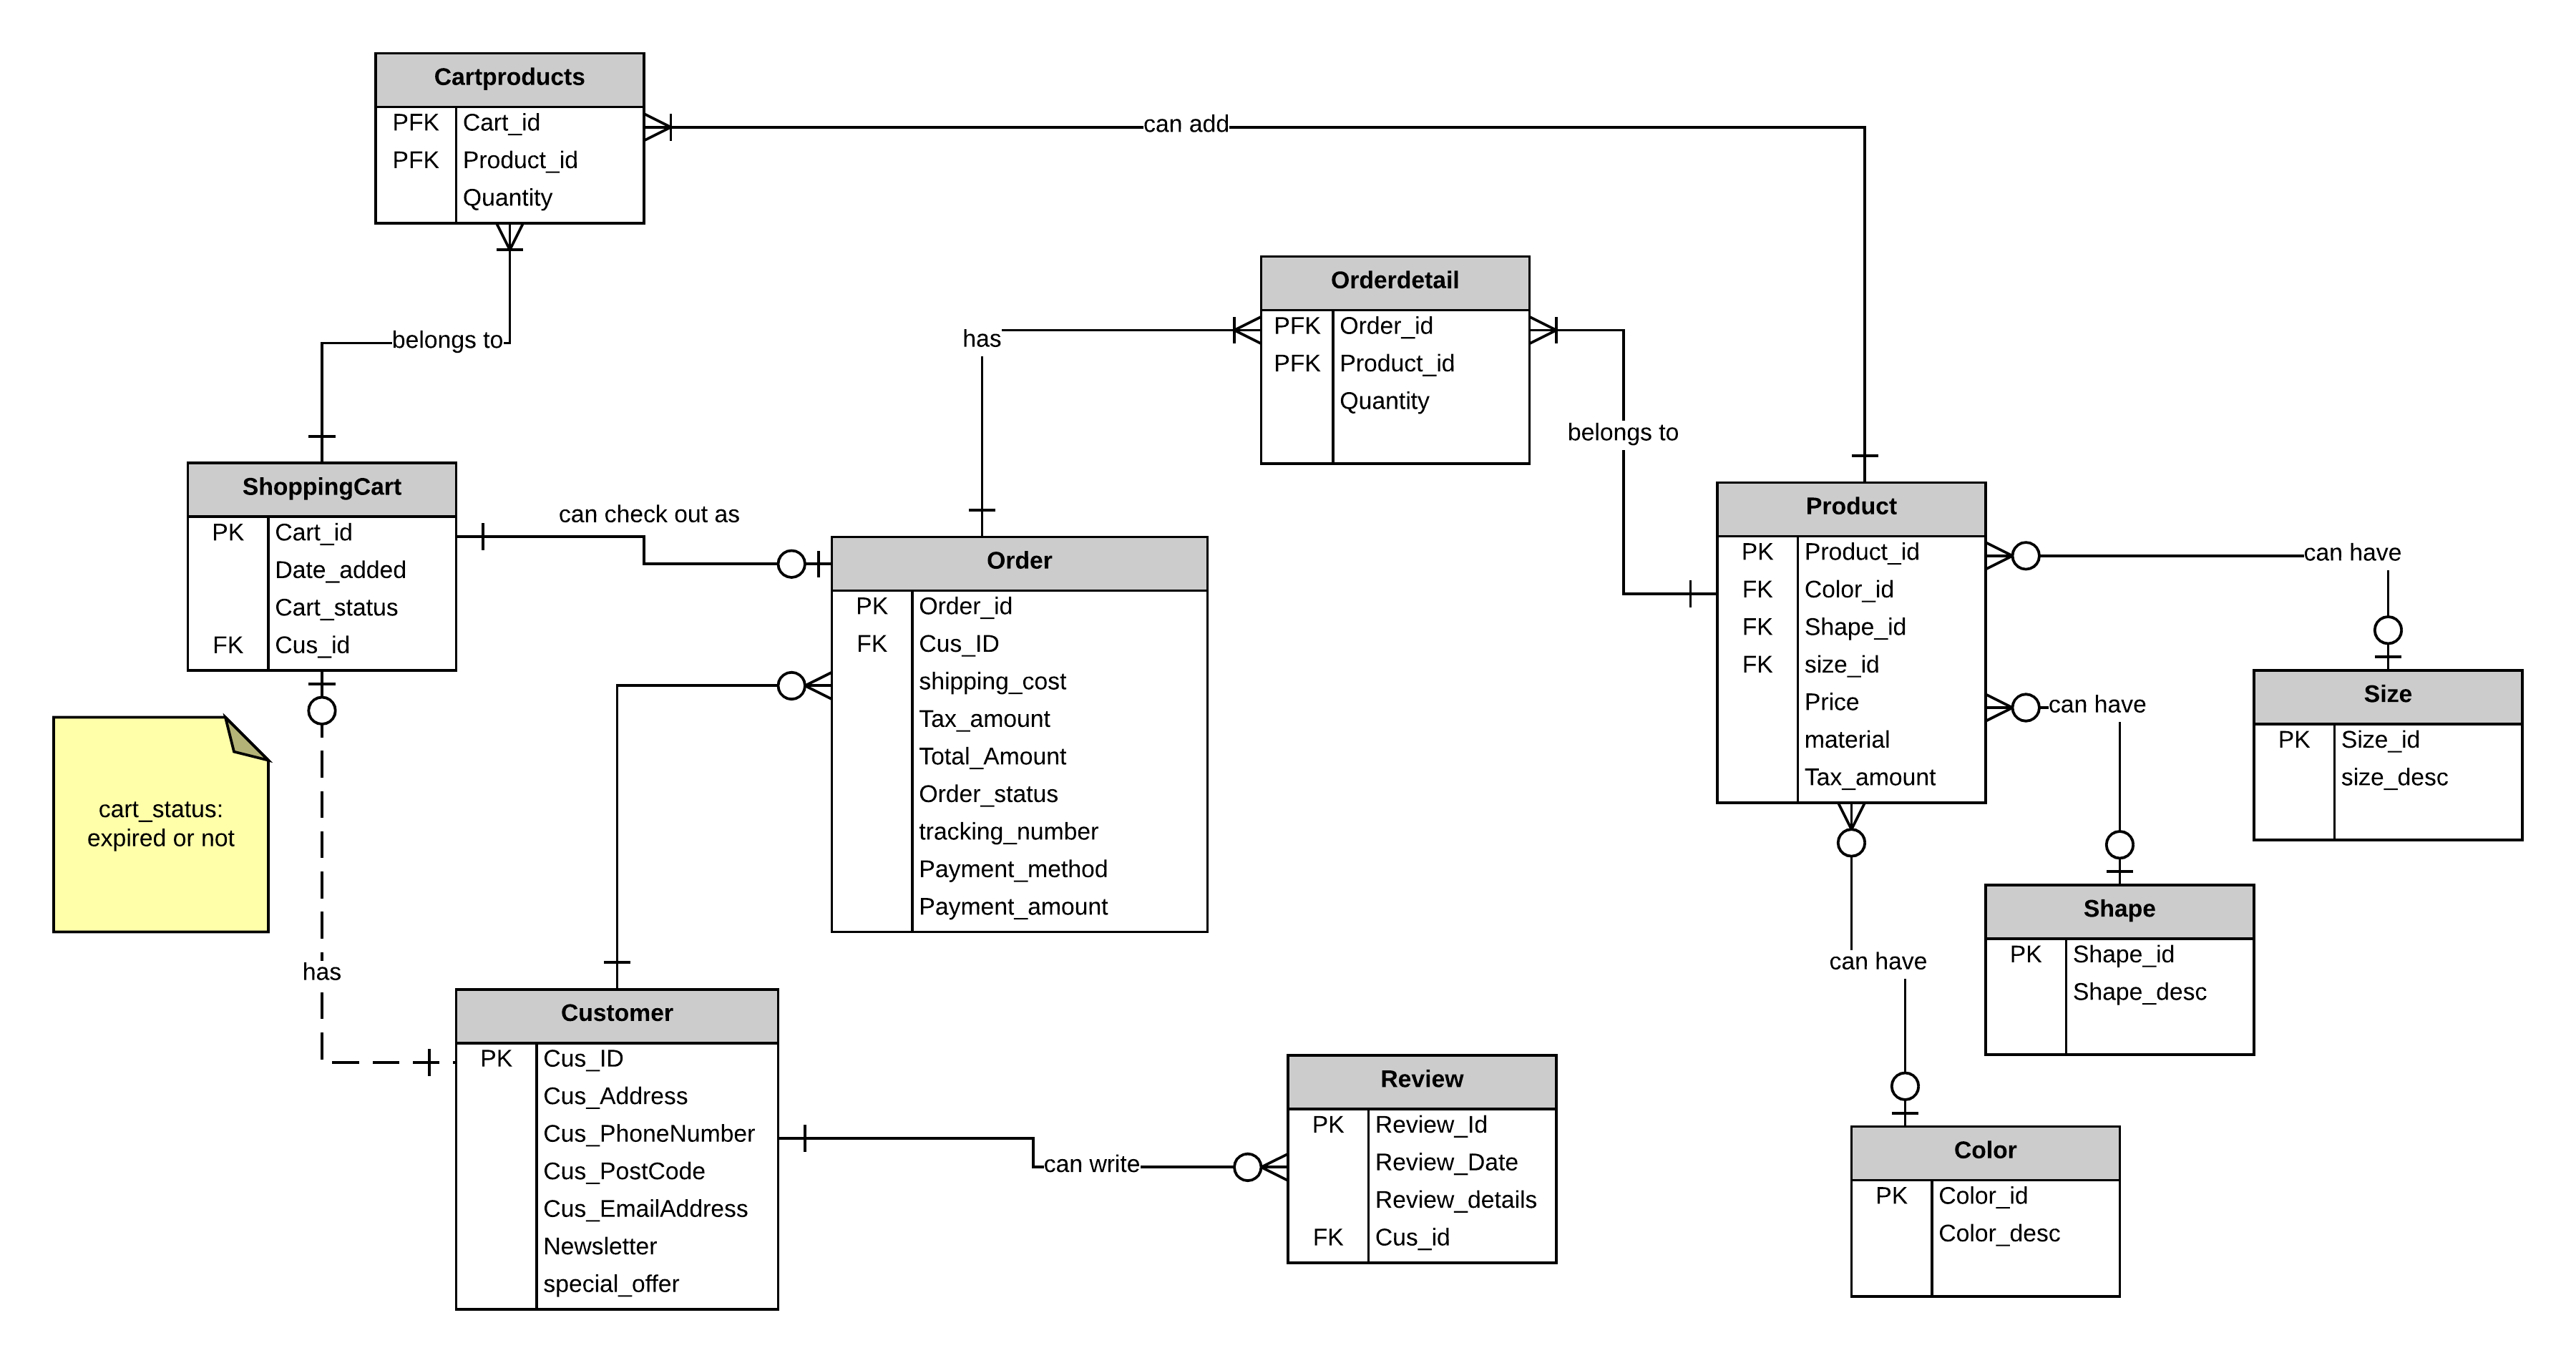 Cartproducts
PFK Cart_id
PFK Product_id
Quantity
can add
belongs to
Orderdetail
PFK Order_id
PFK Product_id
Quantity
has
belongs to
ShoppingCart
PK Cart_id
Date_added
Cart_status
FK Cus_id
can check out as
Order
PK Order_id
FK Cus_ID
shipping_cost
Tax_amount
Total_Amount
Order_status
tracking_number
Payment_method
Payment_amount
Product
PK Product_id
FK Color_id
FK Shape_id
FK size_id
Price
material
Tax_amount
can have
can have
can have
Size
PK Size_id
size_desc
Shape
PK Shape_id
Shape_desc
Color
PK Color_id
Color_desc
cart_status:
expired or not
has
Customer
PK Cus_ID
Cus_Address
Cus_PhoneNumber
Cus_PostCode
Cus_EmailAddress
Newsletter
special_offer
can write
Review
PK Review_Id
Review_Date
Review_details
FK Cus_id